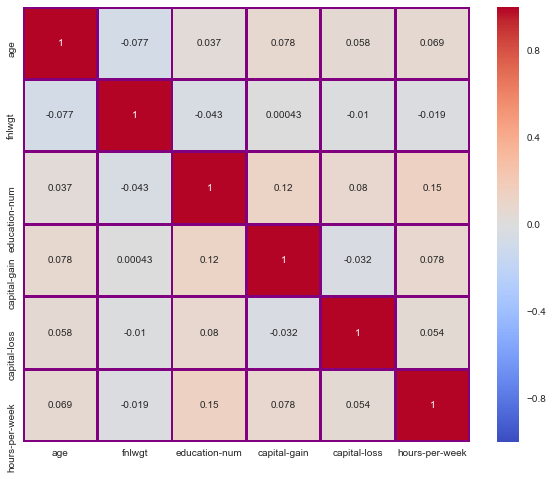 age 1 -0.077 0.037 0.078 0.058 0.069
fnlwgt -0.077 1 -0.043 0.00043 -0.01 -0.019
education-num 0.037 -0.043 1 0.12 0.08 0.15
capital-gain 0.078 0.00043 0.12 1 -0.032 0.078
capital-loss 0.058 -0.01 0.08 -0.032 1 0.054
hours-per-week 0.069 -0.019 0.15 0.078 0.054 1
age fnlwgt education-num capital-gain capital-loss hours-per-week
0.8
0.4
0.0
−0.4
−0.8